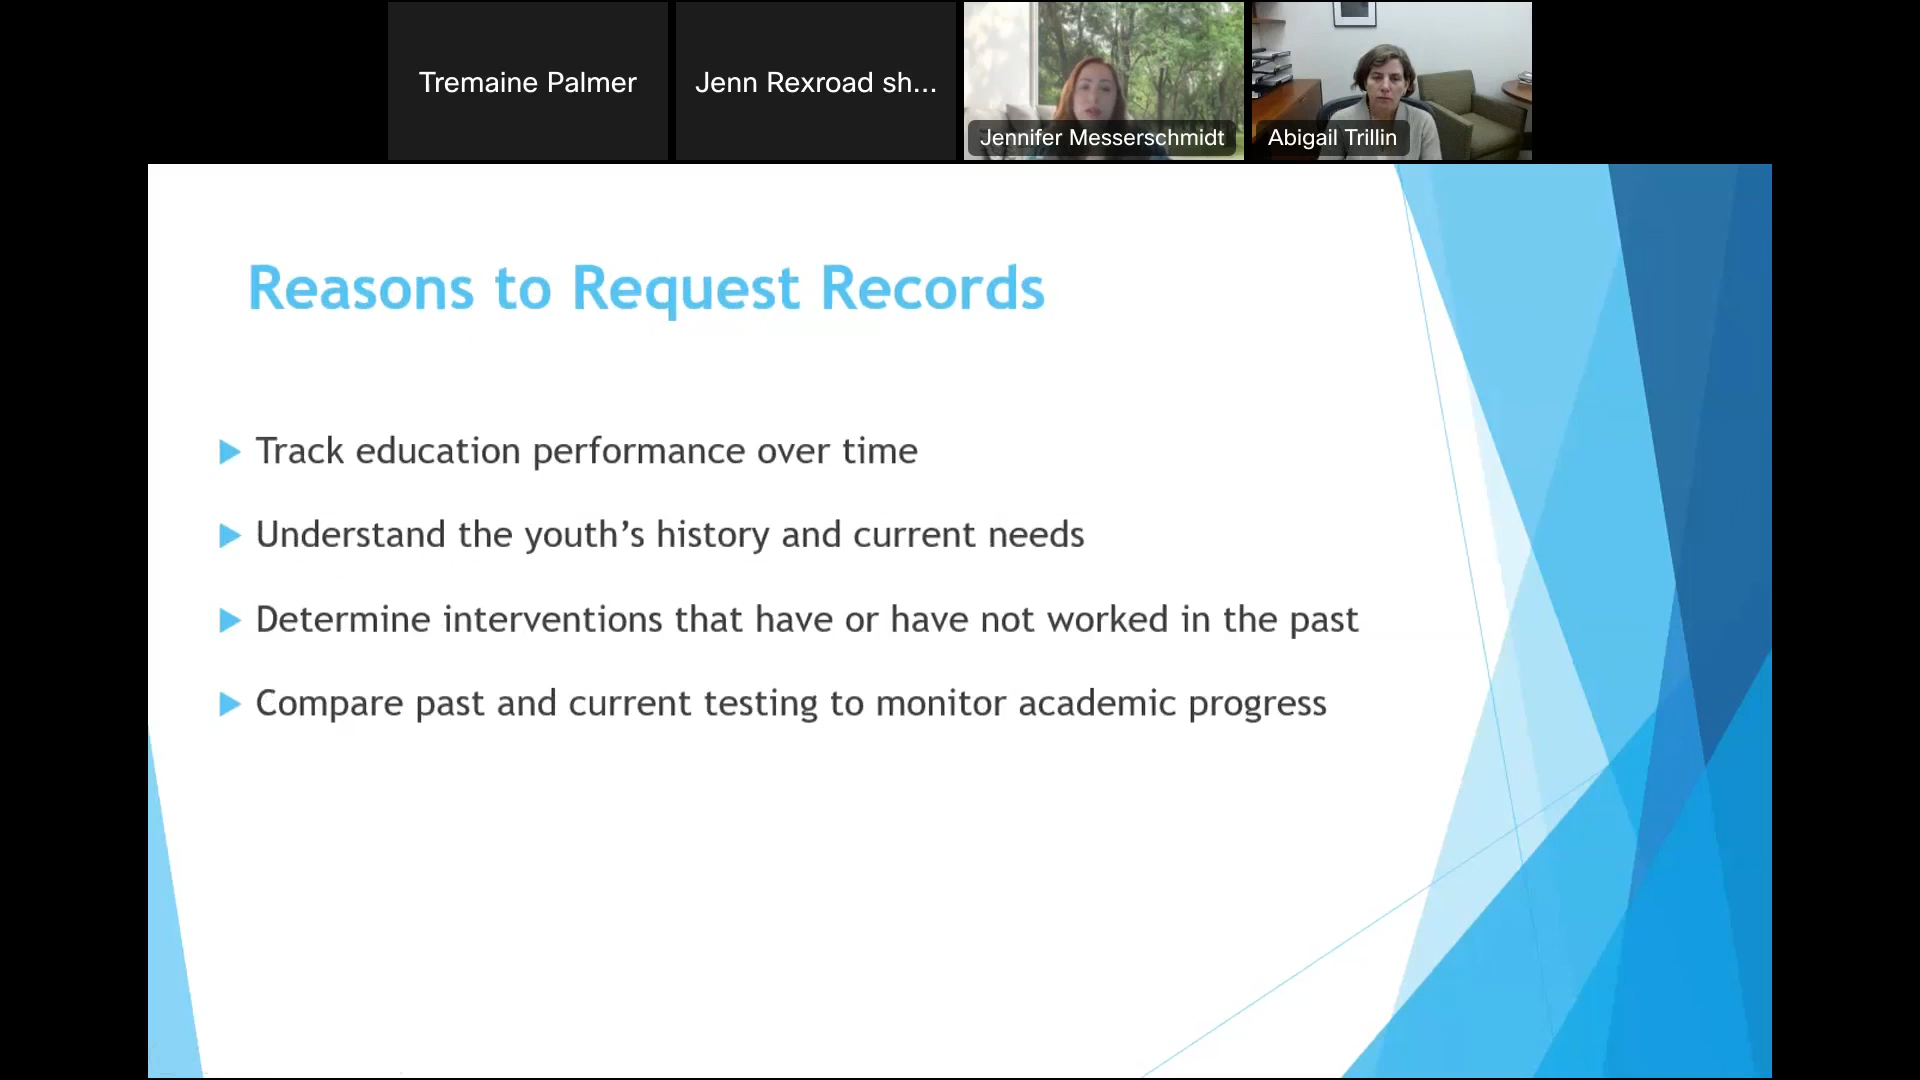 Tremaine Palmer
Jenn Rexroad sh...
Jennifer Messerschmidt
Abigail Trillin
Reasons to Request Records
Track education performance over time
Understand the youth’s history and current needs
Determine interventions that have or have not worked in the past
Compare past and current testing to monitor academic progress